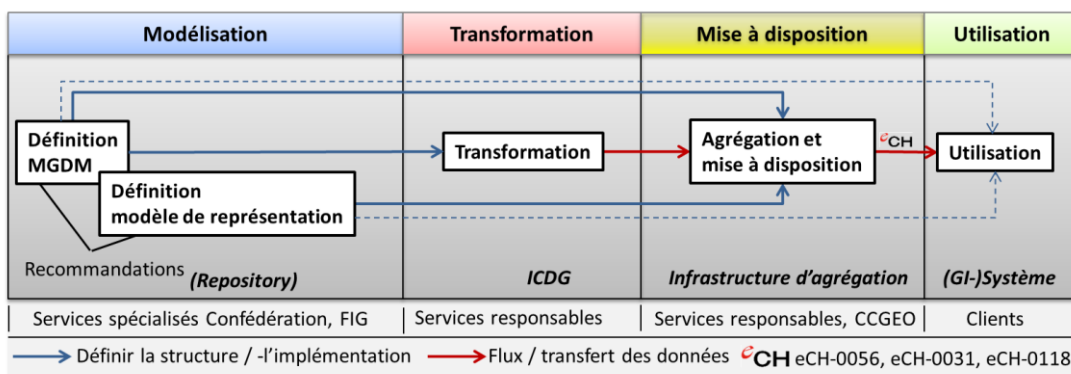 Modélisation
Transformation
Mise à disposition
Utilisation
Définition
MGDM
Définition
modèle de représentation
Transformation
Agrégation et
mise à disposition
eCH
Utilisation
Recommandations
(Repository)
ICDG
Infrastructure d'agrégation
(GI-)Système
Services spécialisés Confédération, FIG
Services responsables
Services responsables, CCGEO
Clients
Définir la structure / -l'implémentation
Flux / transfert des données
eCH eCH-0056, eCH-0031, eCH-0118